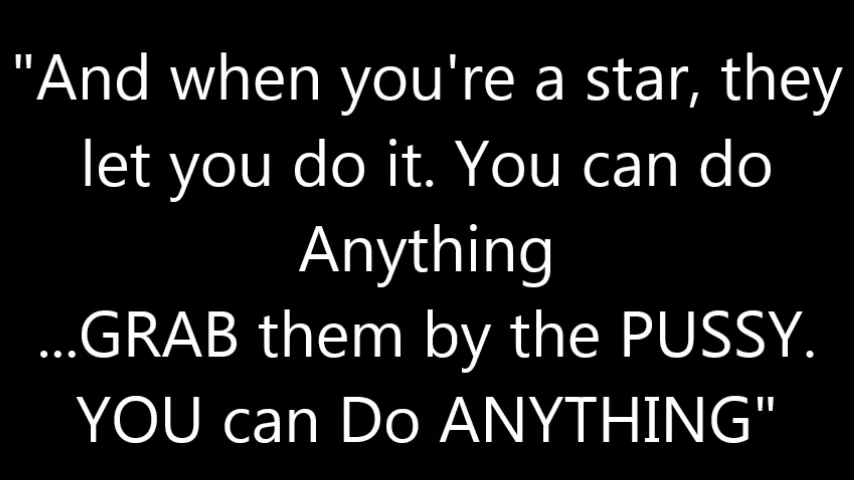 "And when you're a star, they
let you do it. You can do
Anything
...GRAB them by the PUSSY.
YOU can Do ANYTHING"